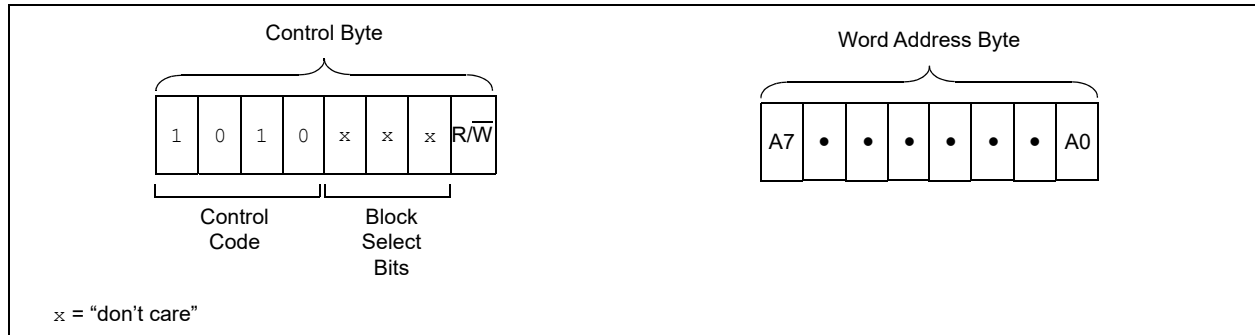 Control Byte
Word Address Byte
1 0 1 0 x x x R/W̅
A7 • • • • • • A0
Control Code
Block Select Bits
x = “don’t care”